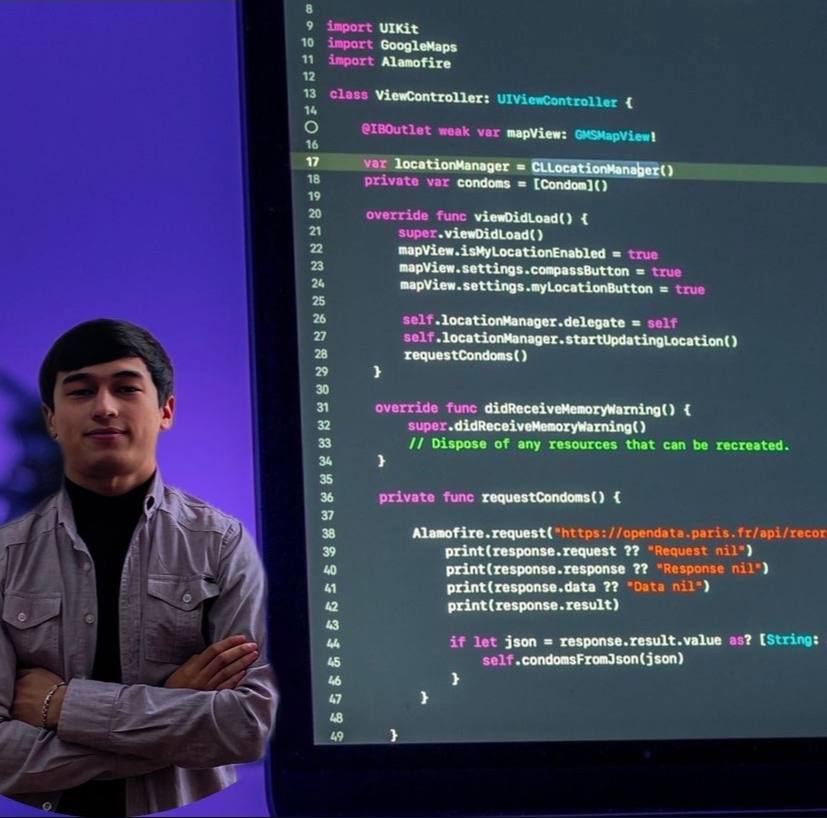 8
9 import UIKit
10 import GoogleMaps
11 import Alamofire
12
13 class ViewController: UIViewController {
14
@IBOutlet weak var mapView: GMSMapView!
16
17 var locationManager = CLLocationManager()
18 private var condoms = [Condom]()
19
20 override func viewDidLoad() {
21 super.viewDidLoad()
22 mapView.isMyLocationEnabled = true
23 mapView.settings.compassButton = true
24 mapView.settings.myLocationButton = true
25
26 self.locationManager.delegate = self
27 self.locationManager.startUpdatingLocation()
28 requestCondoms()
29 }
30
31 override func didReceiveMemoryWarning() {
32 super.didReceiveMemoryWarning()
33 // Dispose of any resources that can be recreated.
34 }
35
36 private func requestCondoms() {
37
38 Alamofire.request("https://opendata.paris.fr/api/recor
39 print(response.request ?? "Request nil")
40 print(response.response ?? "Response nil")
41 print(response.data ?? "Data nil")
42 print(response.result)
43
44 if let json = response.result.value as? [String:
45 self.condomsFromJson(json)
46 }
47 }
48
49 }